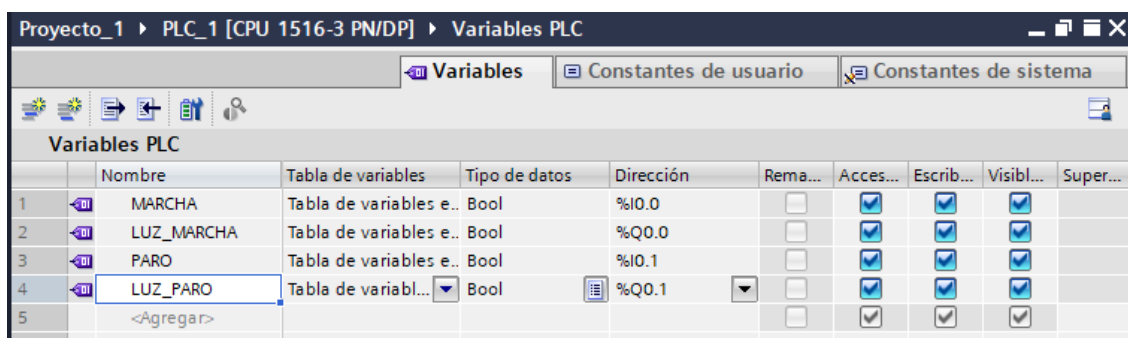 Proyecto_1 ▸ PLC_1 [CPU 1516-3 PN/DP] ▸ Variables PLC
Variables Constantes de usuario Constantes de sistema
Variables PLC
Nombre Tabla de variables Tipo de datos Dirección Rema... Acces... Escrib... Visibl... Super...
1 MARCHA Tabla de variables e.. Bool %I0.0
2 LUZ_MARCHA Tabla de variables e.. Bool %Q0.0
3 PARO Tabla de variables e.. Bool %I0.1
4 LUZ_PARO Tabla de variabl... Bool %Q0.1
5 <Agregar>